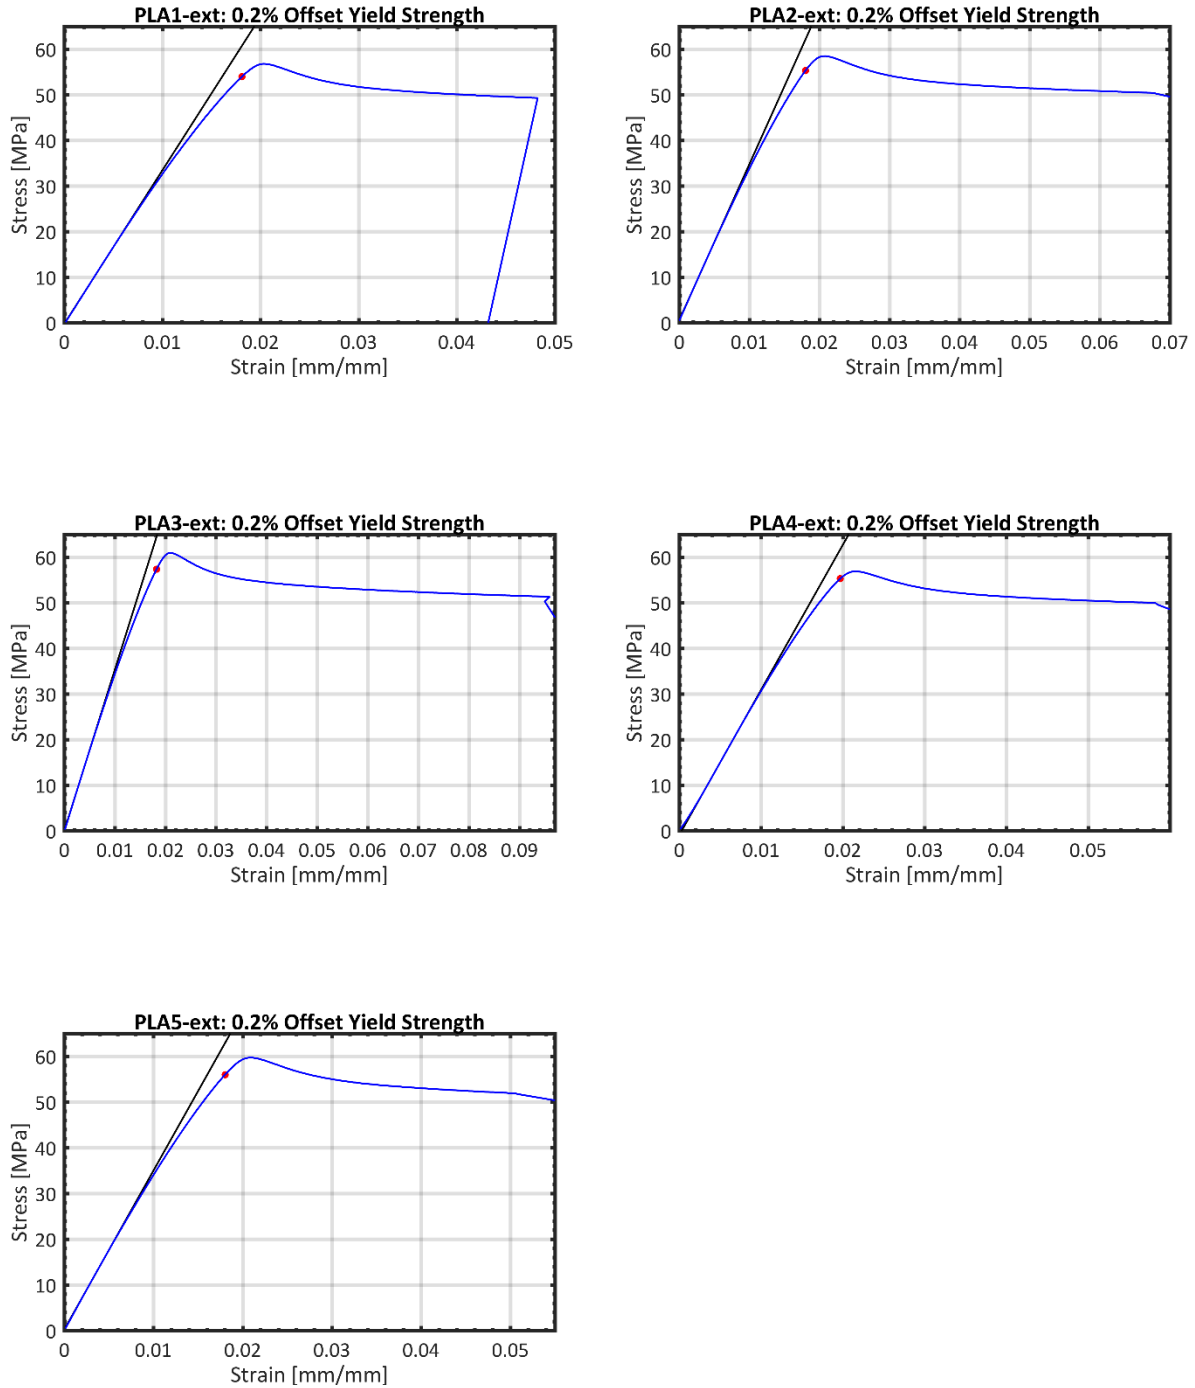 PLA1-ext: 0.2% Offset Yield Strength
Stress [MPa]
60
50
40
30
20
10
0
0 0.01 0.02 0.03 0.04 0.05
Strain [mm/mm]
PLA2-ext: 0.2% Offset Yield Strength
Stress [MPa]
60
50
40
30
20
10
0
0 0.01 0.02 0.03 0.04 0.05 0.06 0.07
Strain [mm/mm]
PLA3-ext: 0.2% Offset Yield Strength
Stress [MPa]
60
50
40
30
20
10
0
0 0.01 0.02 0.03 0.04 0.05 0.06 0.07 0.08 0.09
Strain [mm/mm]
PLA4-ext: 0.2% Offset Yield Strength
Stress [MPa]
60
50
40
30
20
10
0
0 0.01 0.02 0.03 0.04 0.05
Strain [mm/mm]
PLA5-ext: 0.2% Offset Yield Strength
Stress [MPa]
60
50
40
30
20
10
0
0 0.01 0.02 0.03 0.04 0.05
Strain [mm/mm]